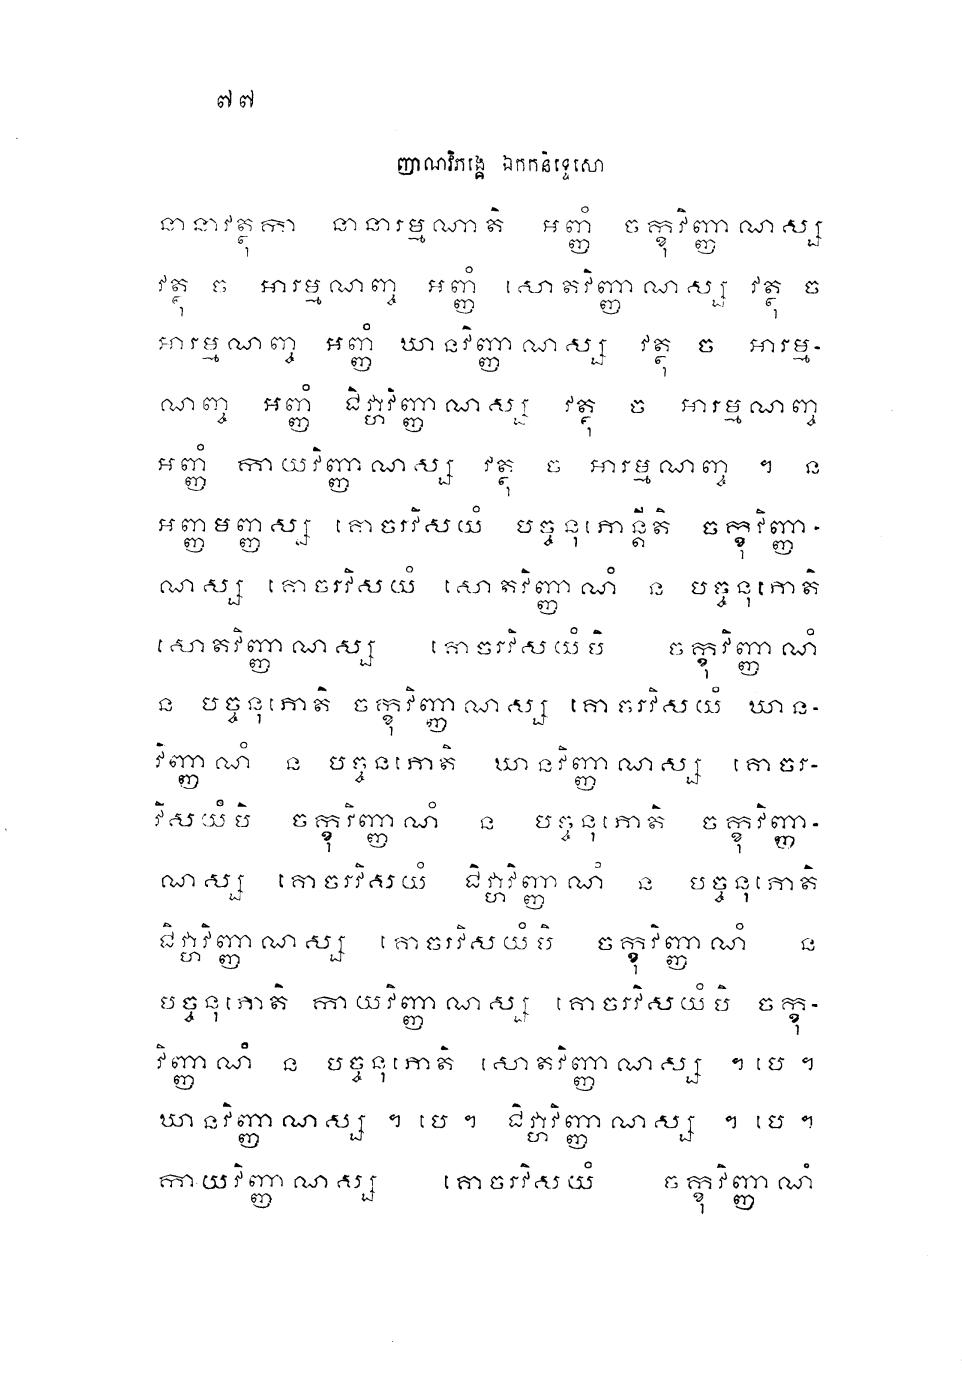 ៧៧
ញាណវិភង្គេ ឯកកនិទ្ទេសោ
នានាវត្ថុកា នានារម្មណាតិ អញ្ញំ ចក្ខុវិញ្ញាណស្ស
វត្ថុ ច អារម្មណញ្ច អញ្ញំ សោតវិញ្ញាណស្ស វត្ថុ ច
អារម្មណញ្ច អញ្ញំ ឃានវិញ្ញាណស្ស វត្ថុ ច អារម្ម-
ណញ្ច អញ្ញំ ជិវ្ហាវិញ្ញាណស្ស វត្ថុ ច អារម្មណញ្ច
អញ្ញំ កាយវិញ្ញាណស្ស វត្ថុ ច អារម្មណញ្ច ។ ន
អញ្ញមញ្ញស្ស គោចរវិសយំ បច្ចនុភោន្តីតិ ចក្ខុវិញ្ញា-
ណស្ស គោចរវិសយំ សោតវិញ្ញាណំ ន បច្ចនុភោតិ
សោតវិញ្ញាណស្ស គោចរវិសយំបិ ចក្ខុវិញ្ញាណំ
ន បច្ចនុភោតិ ចក្ខុវិញ្ញាណស្ស គោចរវិសយំ ឃាន-
វិញ្ញាណំ ន បច្ចនុភោតិ ឃានវិញ្ញាណស្ស គោចរ-
វិសយំបិ ចក្ខុវិញ្ញាណំ ន បច្ចនុភោតិ ចក្ខុវិញ្ញា-
ណស្ស គោចរវិសយំ ជិវ្ហាវិញ្ញាណំ ន បច្ចនុភោតិ
ជិវ្ហាវិញ្ញាណស្ស គោចរវិសយំបិ ចក្ខុវិញ្ញាណំ ន
បច្ចនុភោតិ កាយវិញ្ញាណស្ស គោចរវិសយំបិ ចក្ខុ-
វិញ្ញាណំ ន បច្ចនុភោតិ សោតវិញ្ញាណស្ស ។ បេ ។
ឃានវិញ្ញាណស្ស ។ បេ ។ ជិវ្ហាវិញ្ញាណស្ស ។ បេ ។
កាយវិញ្ញាណស្ស គោចរវិសយំ ចក្ខុវិញ្ញាណំ